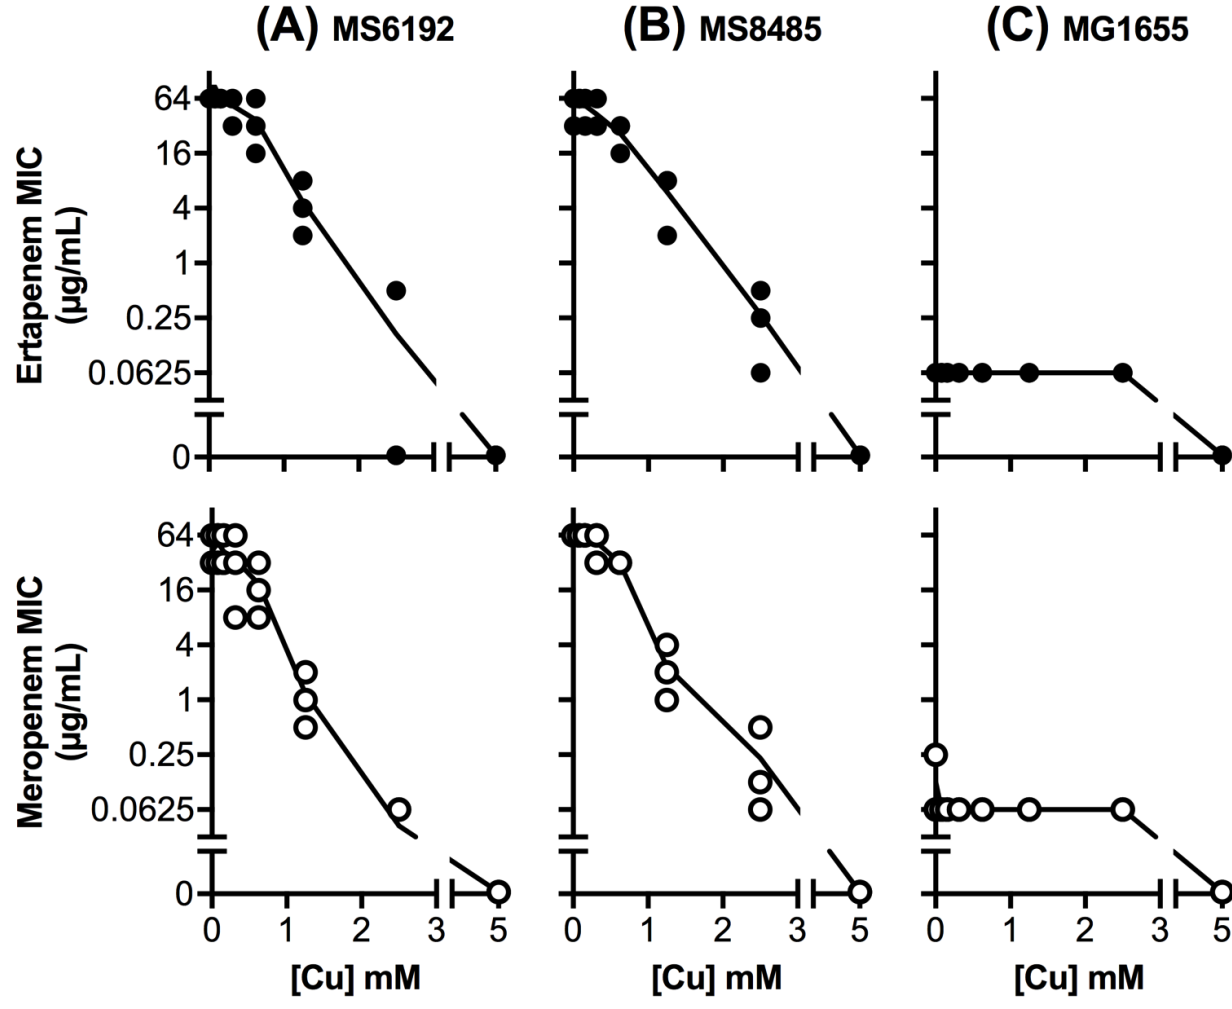 (A) MS6192
(B) MS8485
(C) MG1655
Ertapenem MIC
(µg/mL)
64
16
4
1
0.25
0.0625
0
Meropenem MIC
(µg/mL)
64
16
4
1
0.25
0.0625
0
0 1 2 3 5
0 1 2 3 5
0 1 2 3 5
[Cu] mM
[Cu] mM
[Cu] mM